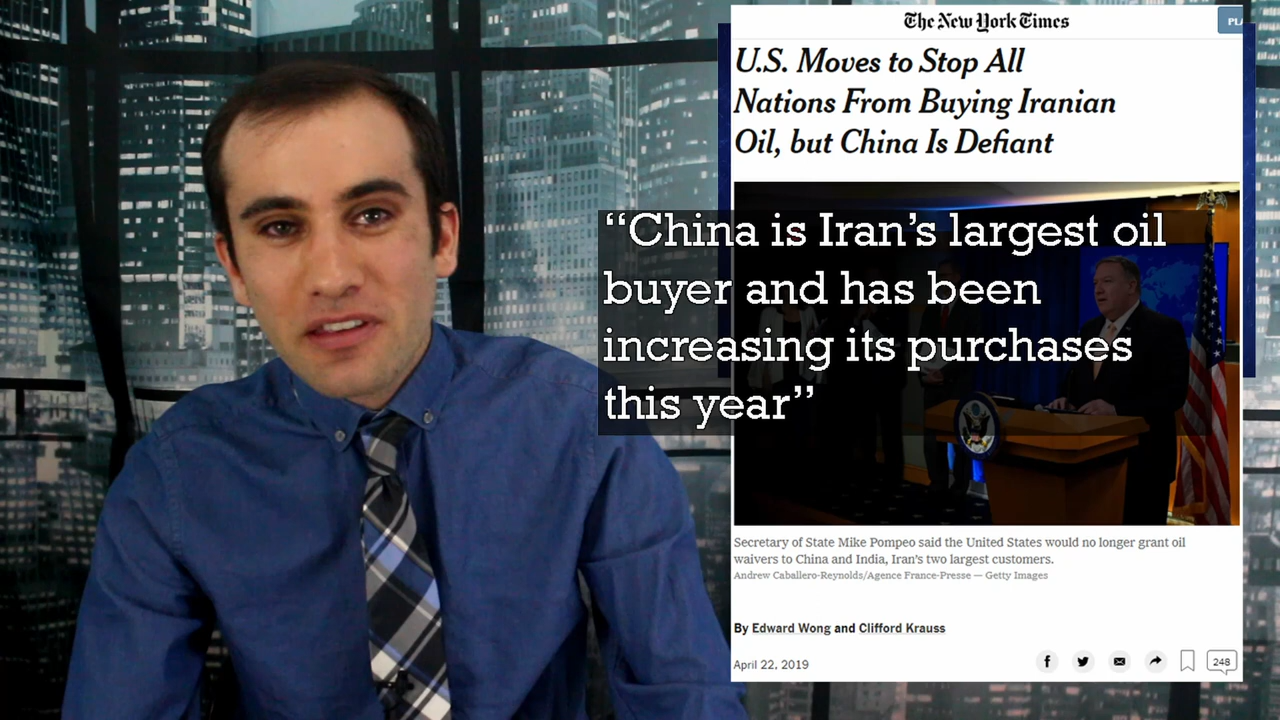 The New York Times
U.S. Moves to Stop All
Nations From Buying Iranian
Oil, but China Is Defiant
“China is Iran’s largest oil
buyer and has been
increasing its purchases
this year”
Secretary of State Mike Pompeo said the United States would no longer grant oil
waivers to China and India, Iran's two largest customers.
Andrew Caballero-Reynolds/Agence France-Presse — Getty Images
By Edward Wong and Clifford Krauss
April 22, 2019
248